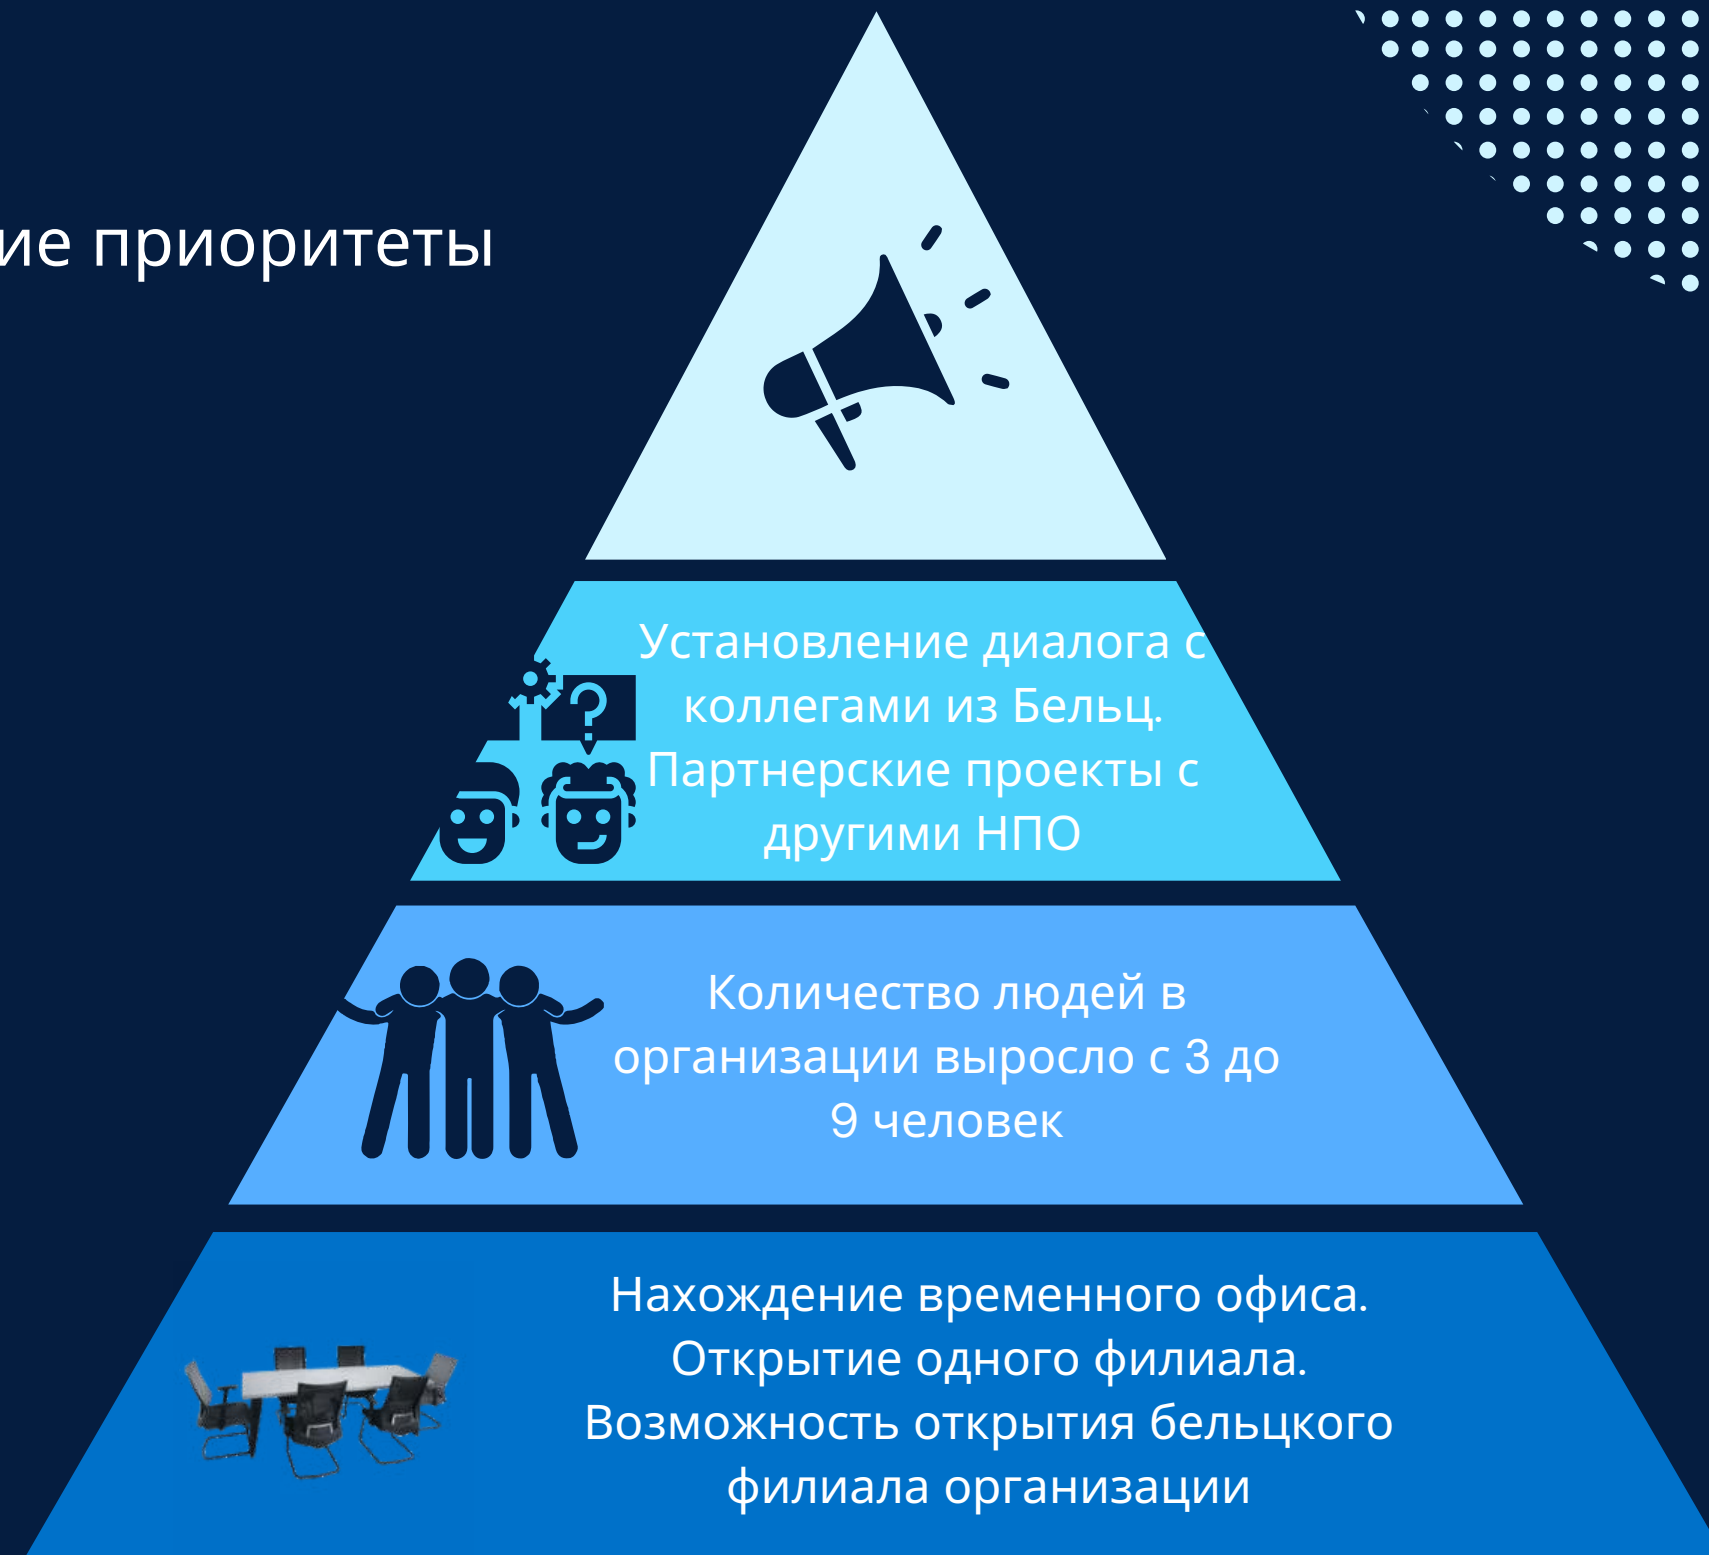 ие приоритеты
?
Установление диалога с
коллегами из Бельц.
Партнерские проекты с
другими НПО
Количество людей в
организации выросло с 3 до
9 человек
Нахождение временного офиса.
Открытие одного филиала.
Возможность открытия бельцкого
филиала организации